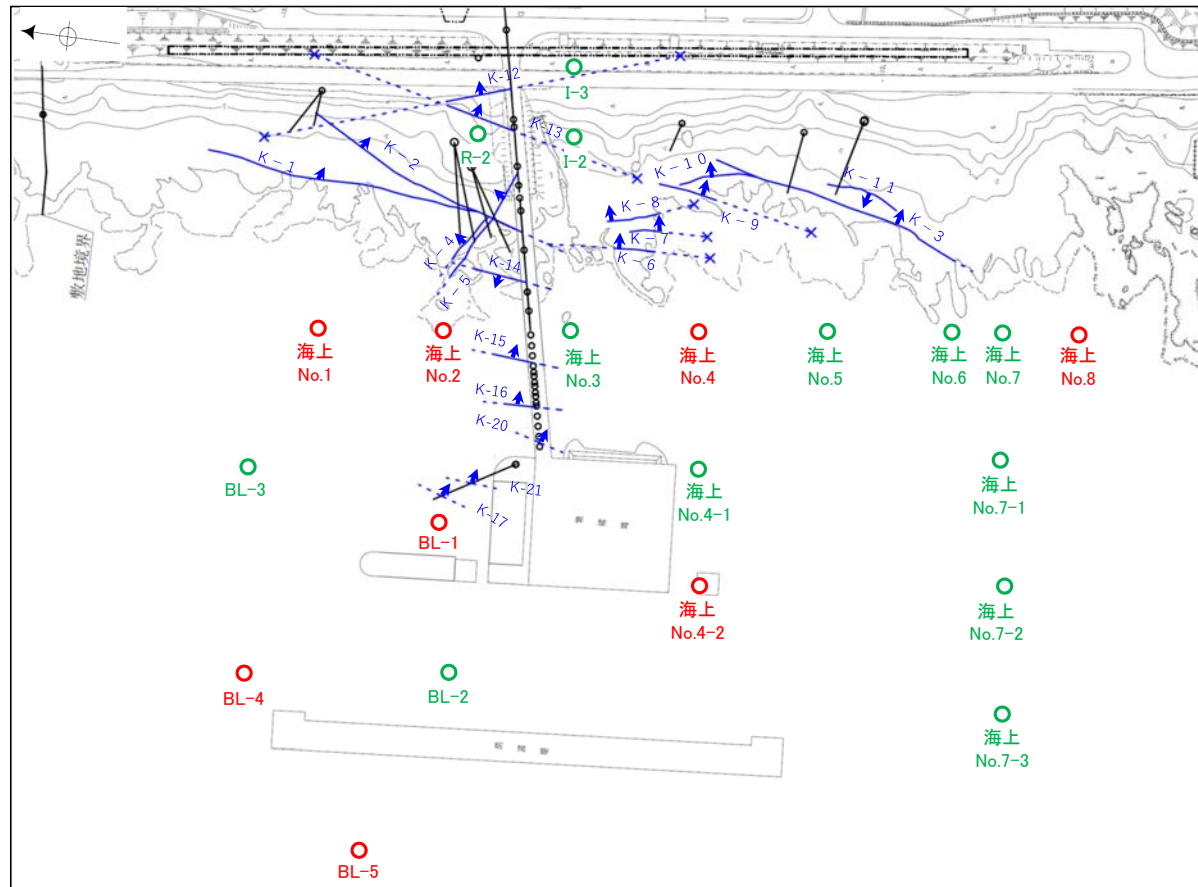 K-12
I-3
K-13
R-2
I-2
K-1
K-2
K-10
K-11
K-8
K-9
K-7
K-3
K-6
K-4
K-14
K-5
敷地境界
K-15
海上
No.1
海上
No.2
海上
No.3
海上
No.4
海上
No.5
海上
No.6
海上
No.7
海上
No.8
K-16
K-20
BL-3
K-21
K-17
海上
No.4-1
海上
No.7-1
BL-1
海上
No.4-2
海上
No.7-2
BL-4
BL-2
海上
No.7-3
BL-5